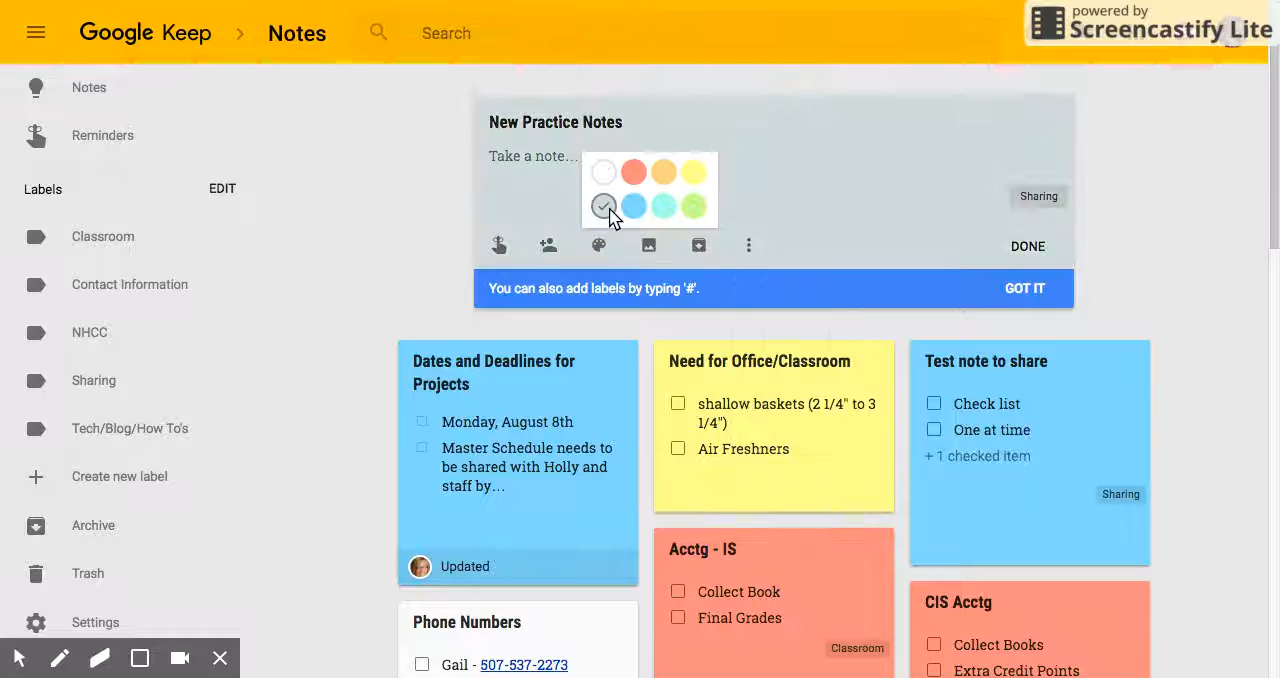 Google Keep > Notes
Search
powered by
Screencastify Lite
Notes
Reminders
Labels
EDIT
Classroom
Contact Information
NHCC
Sharing
Tech/Blog/How To's
Create new label
Archive
Trash
Settings
New Practice Notes
Take a note...
Sharing
DONE
You can also add labels by typing '#'.
GOT IT
Dates and Deadlines for
Projects
Monday, August 8th
Master Schedule needs to
be shared with Holly and
staff by...
Updated
Phone Numbers
Gail - 507-537-2273
Need for Office/Classroom
shallow baskets (2 1/4" to 3
1/4")
Air Freshners
Acctg - IS
Collect Book
Final Grades
Classroom
Test note to share
Check list
One at time
+ 1 checked item
Sharing
CIS Acctg
Collect Books
Extra Credit Points